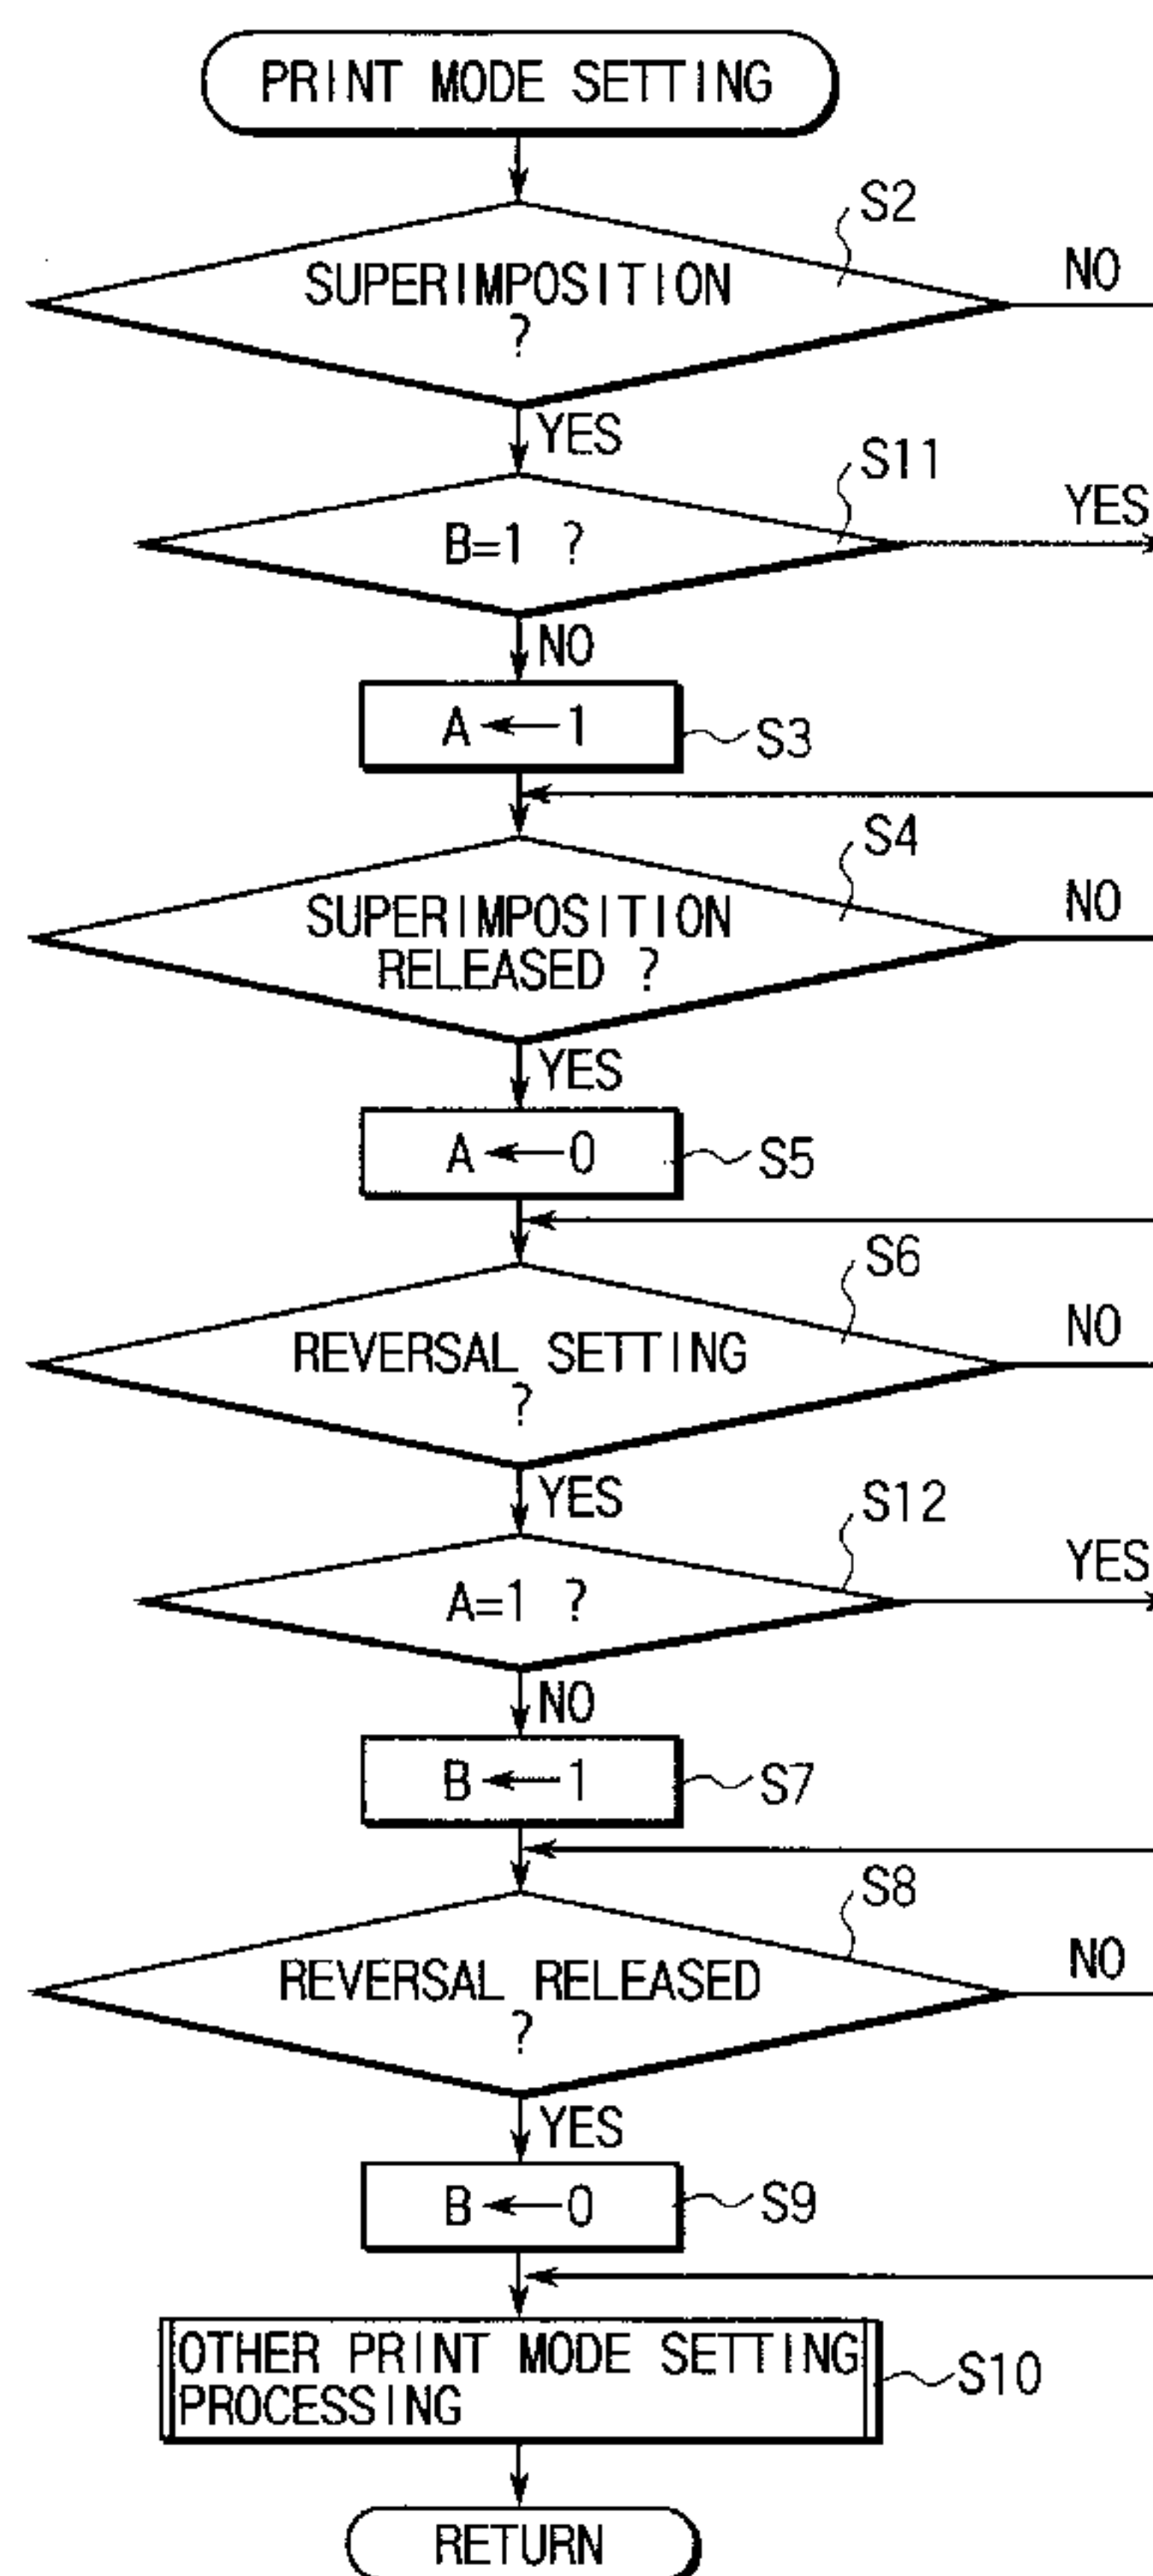 PRINT MODE SETTING
S2
SUPERIMPOSITION
?
NO
YES
S11
B=1 ?
YES
NO
A←1
S3
S4
SUPERIMPOSITION
RELEASED ?
NO
YES
A←0
S5
S6
REVERSAL SETTING
?
NO
YES
S12
A=1 ?
YES
NO
B←1
S7
S8
REVERSAL RELEASED
?
NO
YES
B←0
S9
OTHER PRINT MODE SETTING
PROCESSING
S10
RETURN